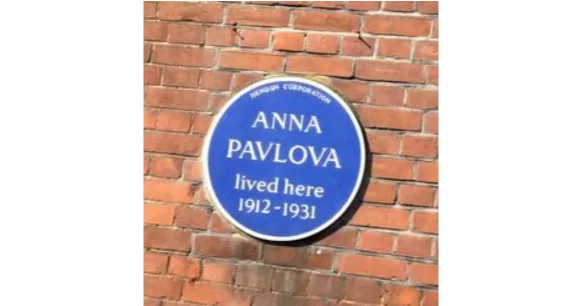 HENDON CORPORATION
ANNA
PAVLOVA
lived here
1912-1931